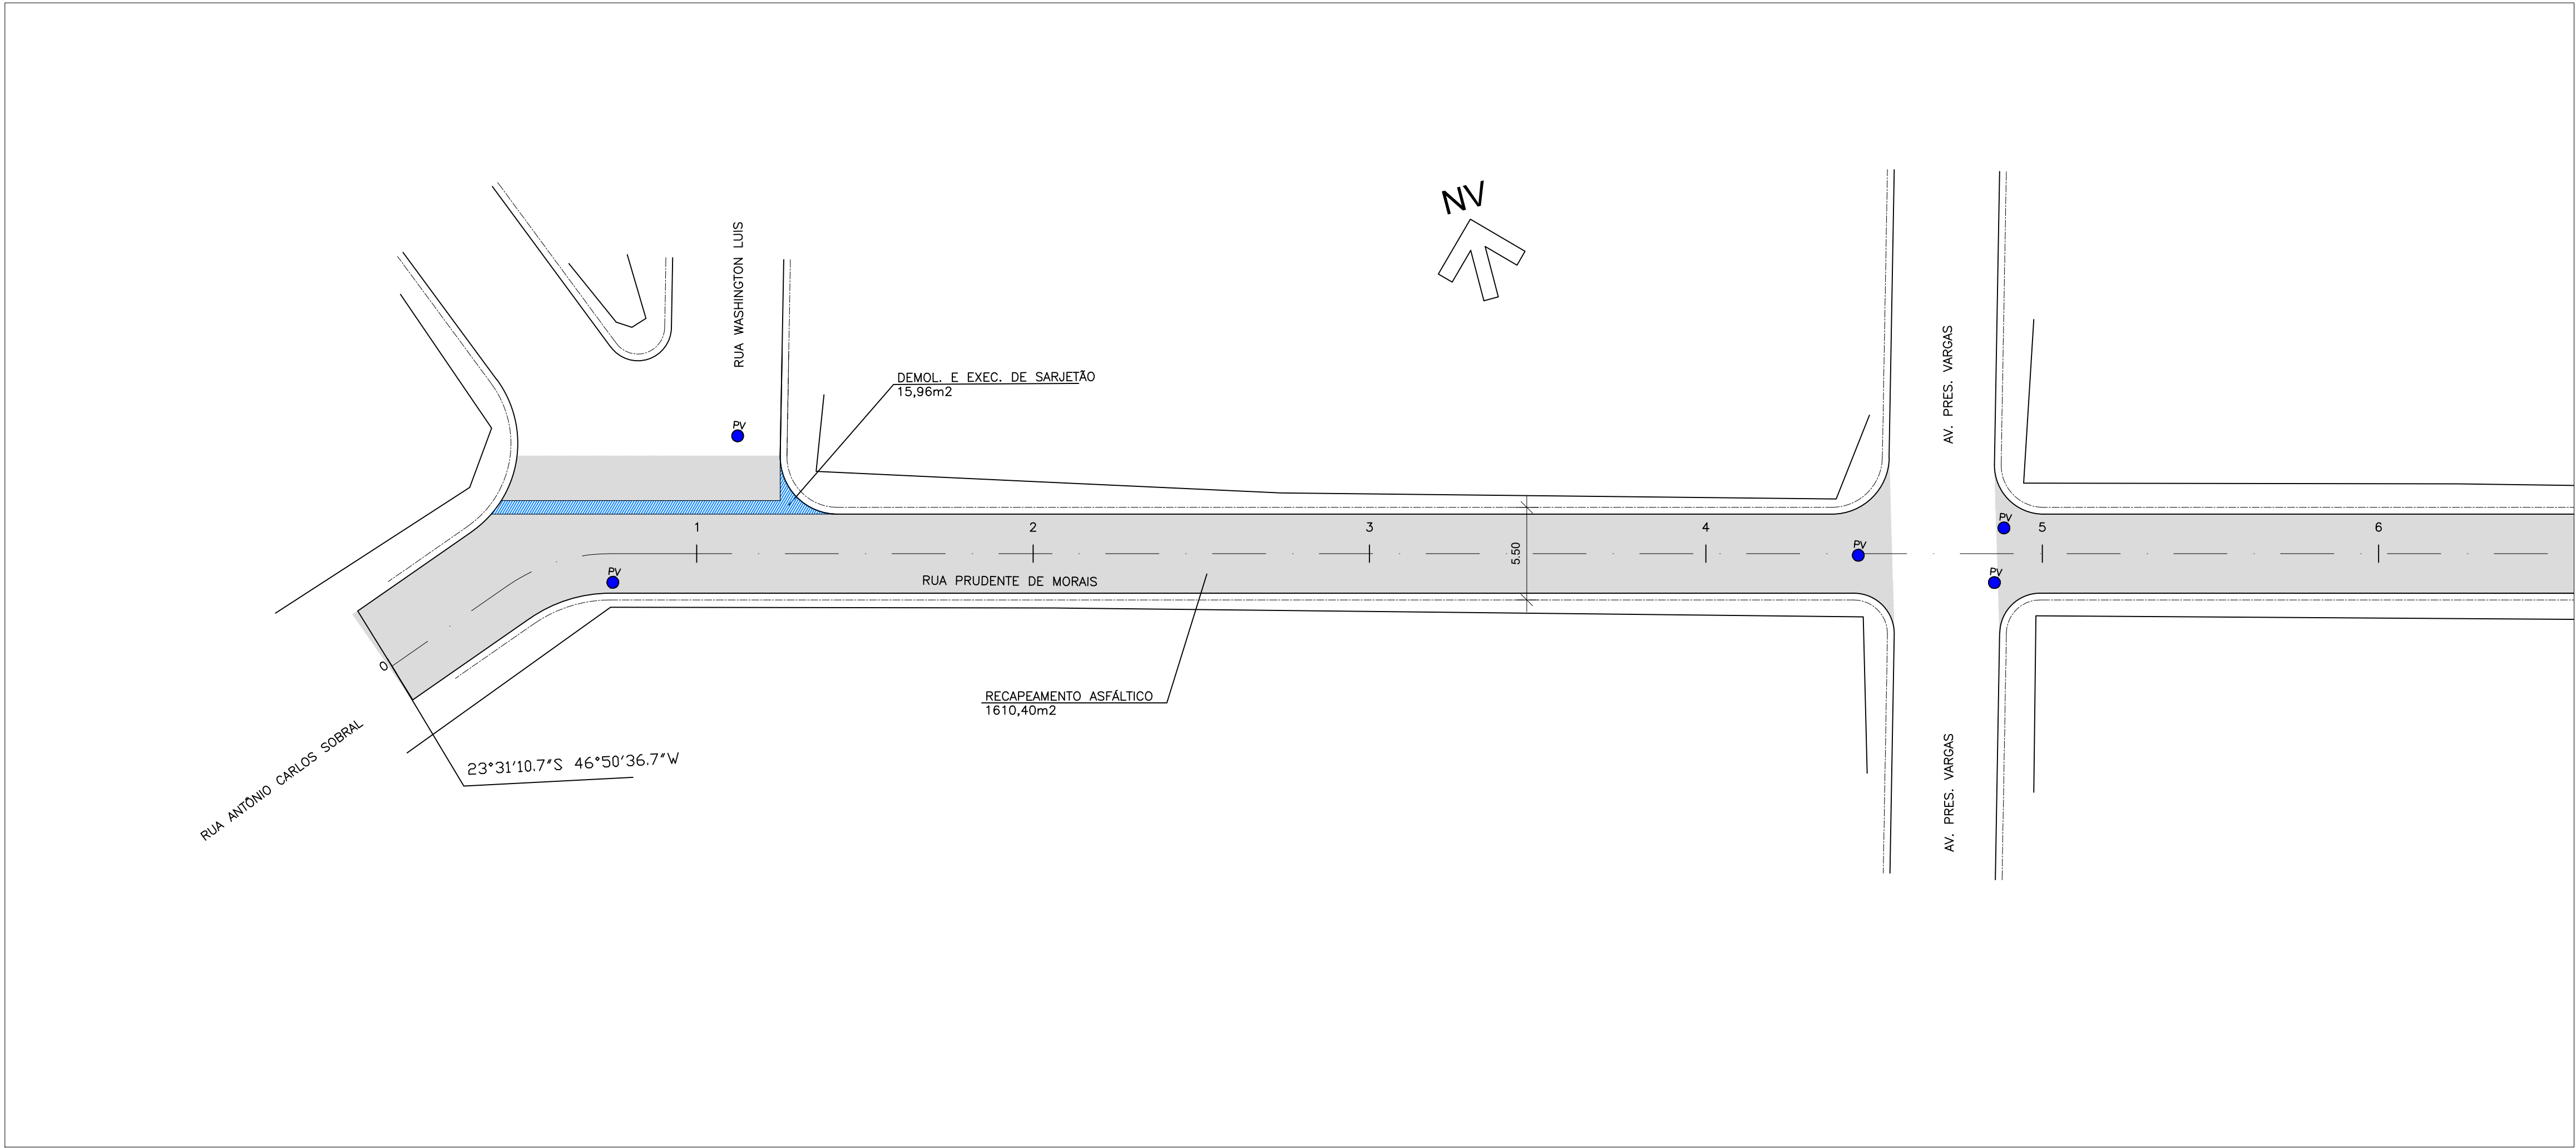 NV
RUA WASHINGTON LUIS
AV. PRES. VARGAS
DEMOL. E EXEC. DE SARJETÃO
15,96m2
PV
PV
1
2
3
4
5
6
PV
5.50
PV
PV
RUA PRUDENTE DE MORAIS
0
RECAPEAMENTO ASFÁLTICO
1610,40m2
RUA ANTÔNIO CARLOS SOBRAL
23°31'10.7"S 46°50'36.7"W
AV. PRES. VARGAS